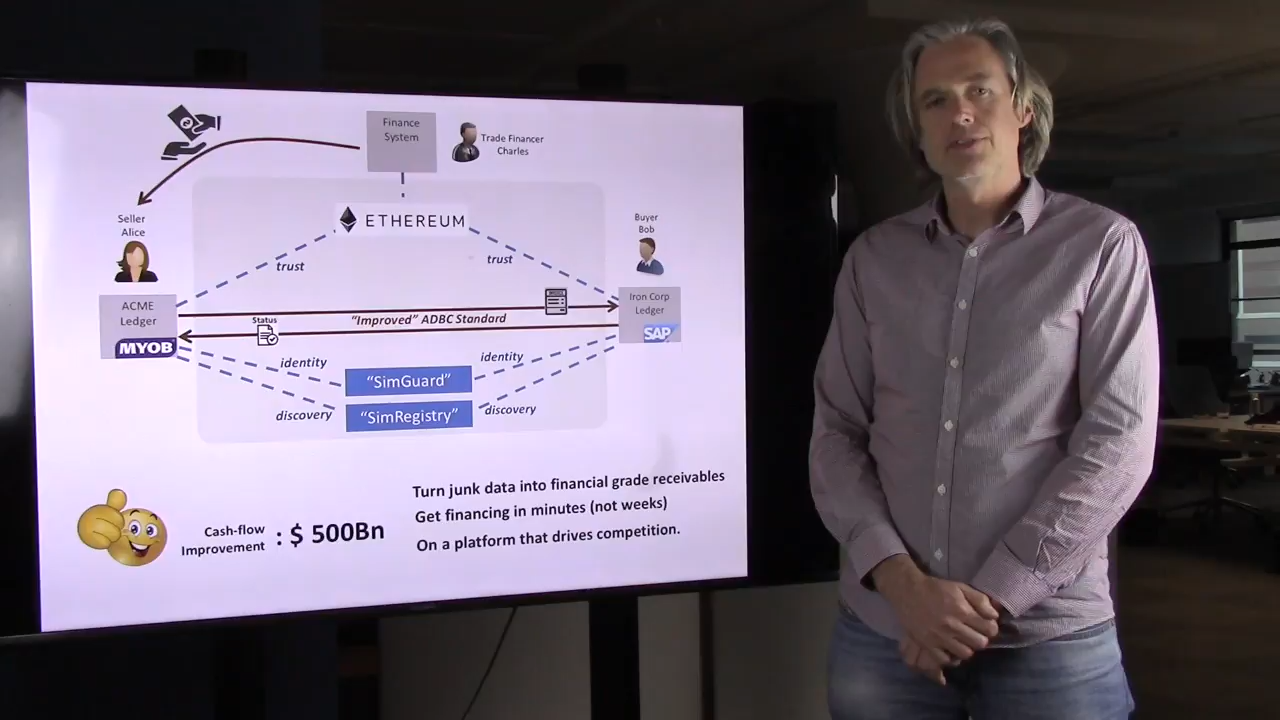 Finance
System
Trade Financer
Charles
Seller
Alice
ETHEREUM
Buyer
Bob
trust
trust
ACME
Ledger
MYOB
Iron Corp
Ledger
SAP
Status
"Improved" ADBC Standard
identity
identity
"SimGuard"
discovery
"SimRegistry"
discovery
Cash-flow
Improvement
: $ 500Bn
Turn junk data into financial grade receivables
Get financing in minutes (not weeks)
On a platform that drives competition.